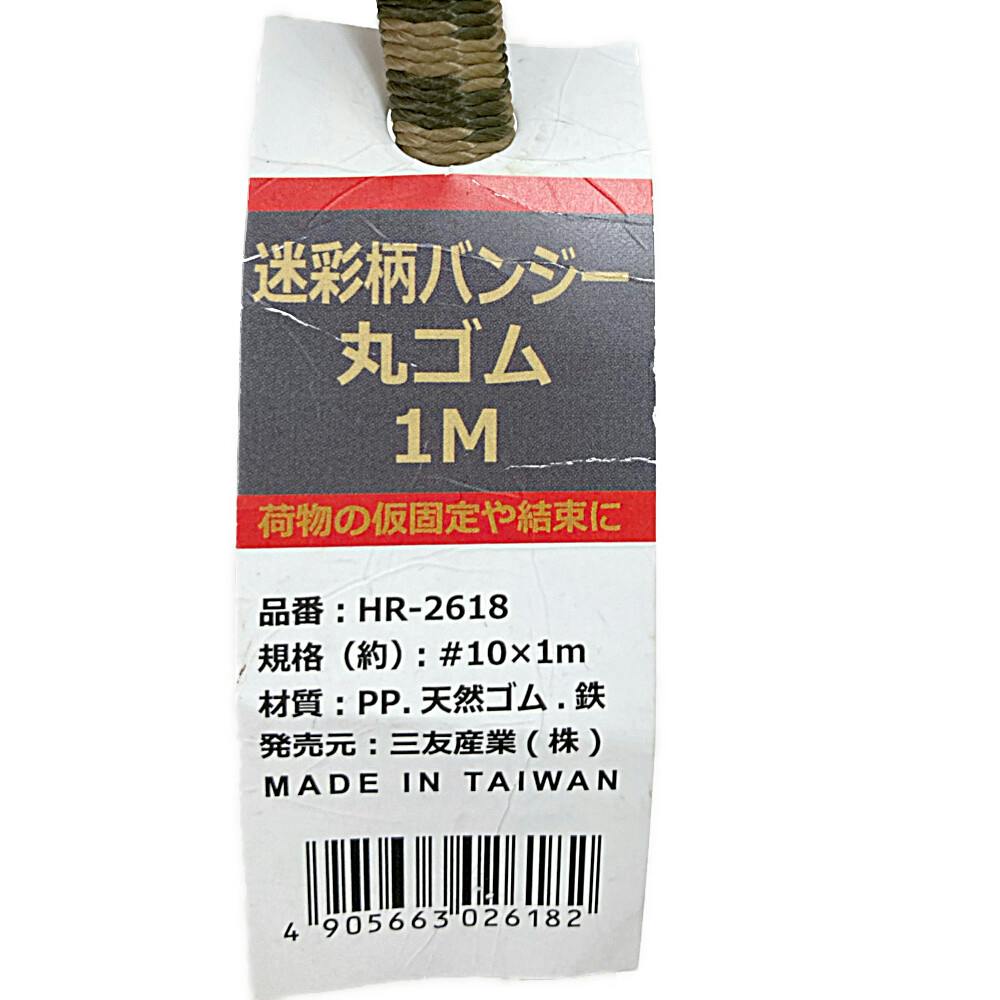 迷彩柄バンジー
丸ゴム
1M
荷物の仮固定や結束に
品番：HR-2618
規格（約）：#10×1m
材質：PP.天然ゴム.鉄
発売元：三友産業(株)
MADE IN TAIWAN
4 905663 026182